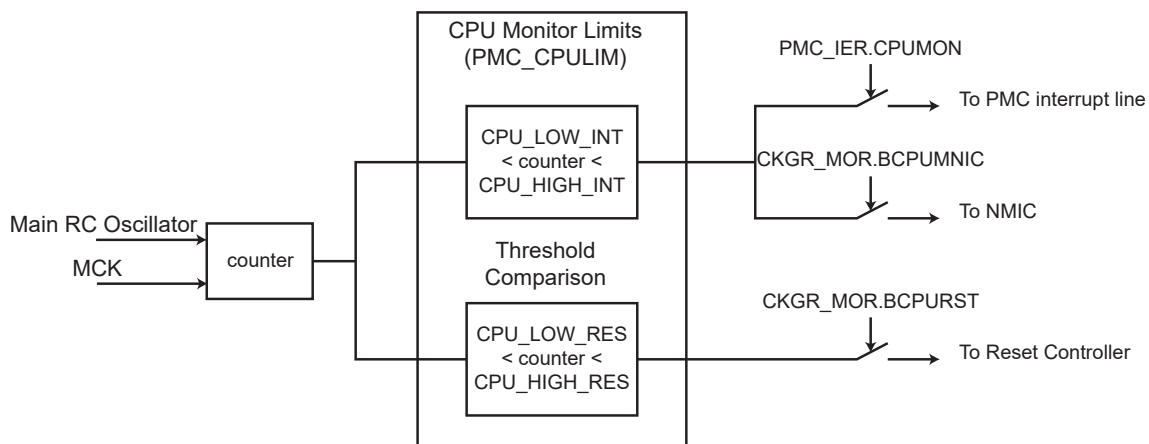 CPU Monitor Limits
(PMC_CPULIM)
PMC_IER.CPUMON
To PMC interrupt line
CPU_LOW_INT
< counter <
CPU_HIGH_INT
CKGR_MOR.BCPUMNIC
To NMIC
Main RC Oscillator
MCK
counter
Threshold
Comparison
CKGR_MOR.BCPURST
CPU_LOW_RES
< counter <
CPU_HIGH_RES
To Reset Controller